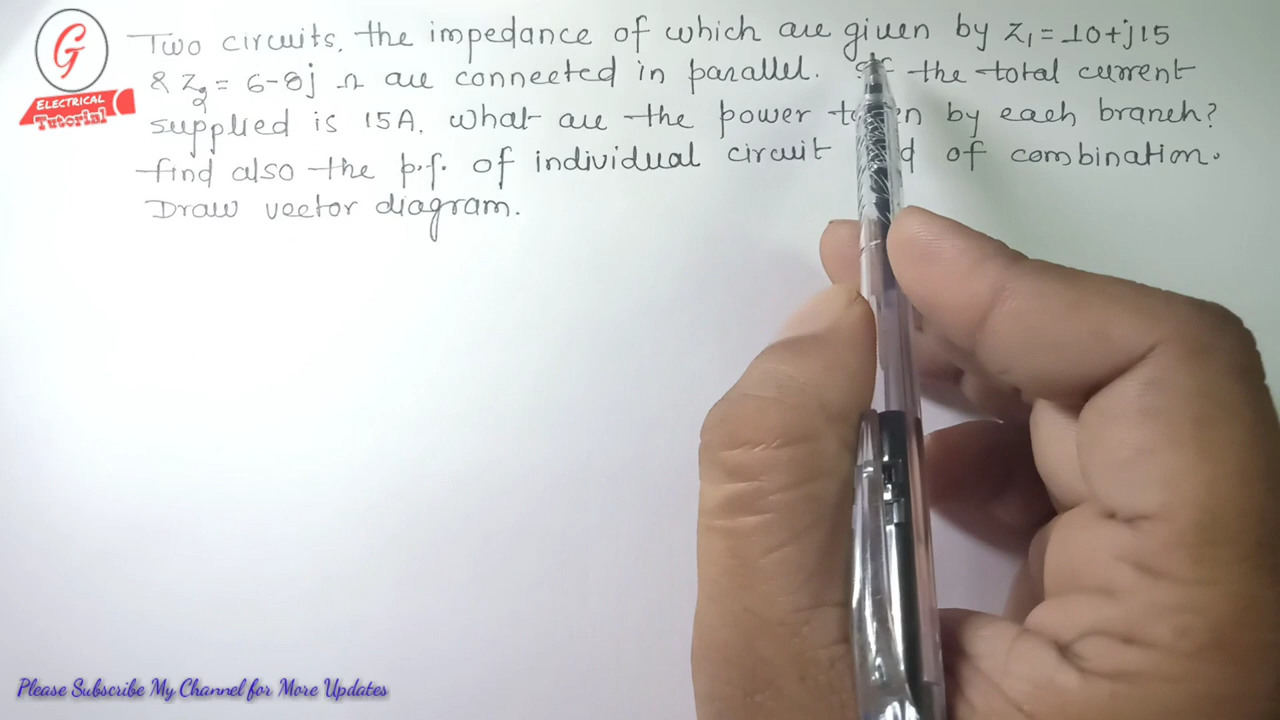 G
ELECTRICAL
Tutorial
Two circuits, the impedance of which are given by Z1 = 10+j15
& Z2 = 6-8j Ω are connected in parallel. the total current
supplied is 15A. What are the power by each branch?
find also the p.f. of individual circuit of combination.
Draw vector diagram.
Please Subscribe My Channel for More Updates